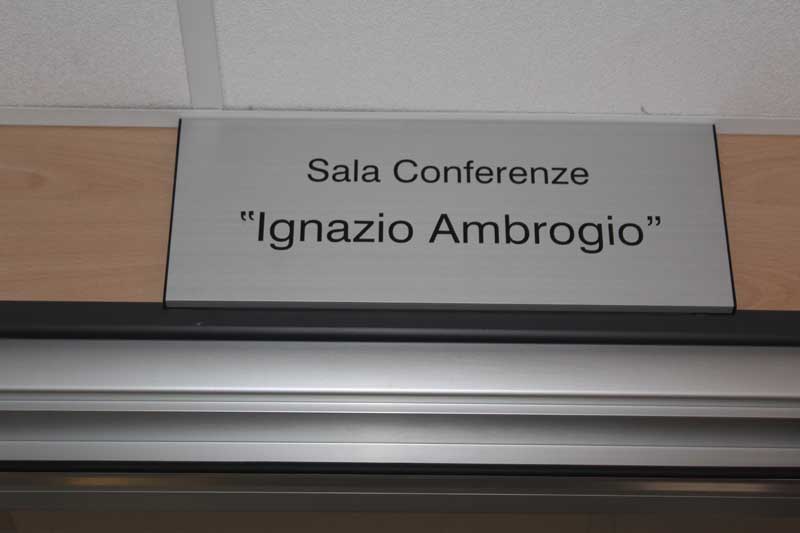 Sala Conferenze
‟Ignazio Ambrogio”